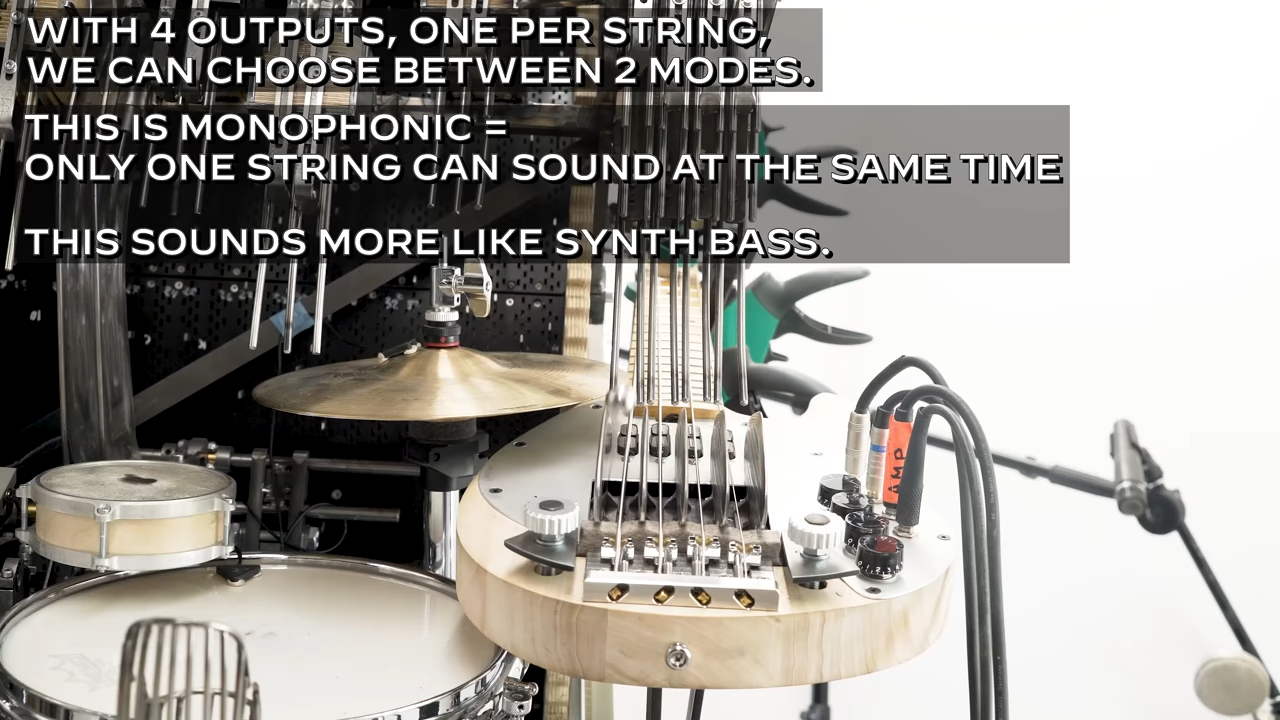 WITH 4 OUTPUTS, ONE PER STRING,
WE CAN CHOOSE BETWEEN 2 MODES.
THIS IS MONOPHONIC =
ONLY ONE STRING CAN SOUND AT THE SAME TIME
THIS SOUNDS MORE LIKE SYNTH BASS.
AMP